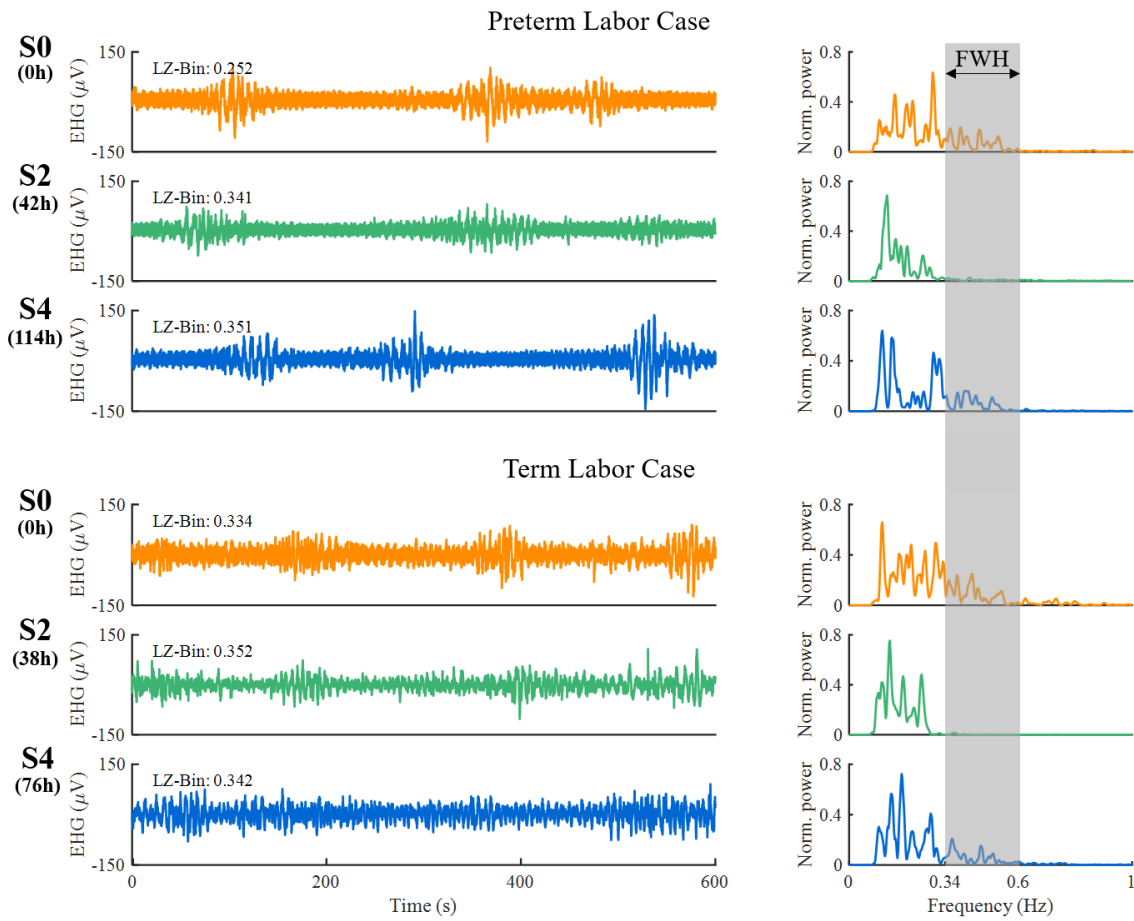 Preterm Labor Case
S0
(0h)
EHG (µV)
150
-150
LZ-Bin: 0.252
Norm. power
0.8
0.4
0
FWH
S2
(42h)
EHG (µV)
150
-150
LZ-Bin: 0.341
Norm. power
0.8
0.4
0
S4
(114h)
EHG (µV)
150
-150
LZ-Bin: 0.351
Norm. power
0.8
0.4
0
Term Labor Case
S0
(0h)
EHG (µV)
150
-150
LZ-Bin: 0.334
Norm. power
0.8
0.4
0
S2
(38h)
EHG (µV)
150
-150
LZ-Bin: 0.352
Norm. power
0.8
0.4
0
S4
(76h)
EHG (µV)
150
-150
LZ-Bin: 0.342
Norm. power
0.8
0.4
0
0 200 400 600
Time (s)
0 0.34 0.6 1
Frequency (Hz)